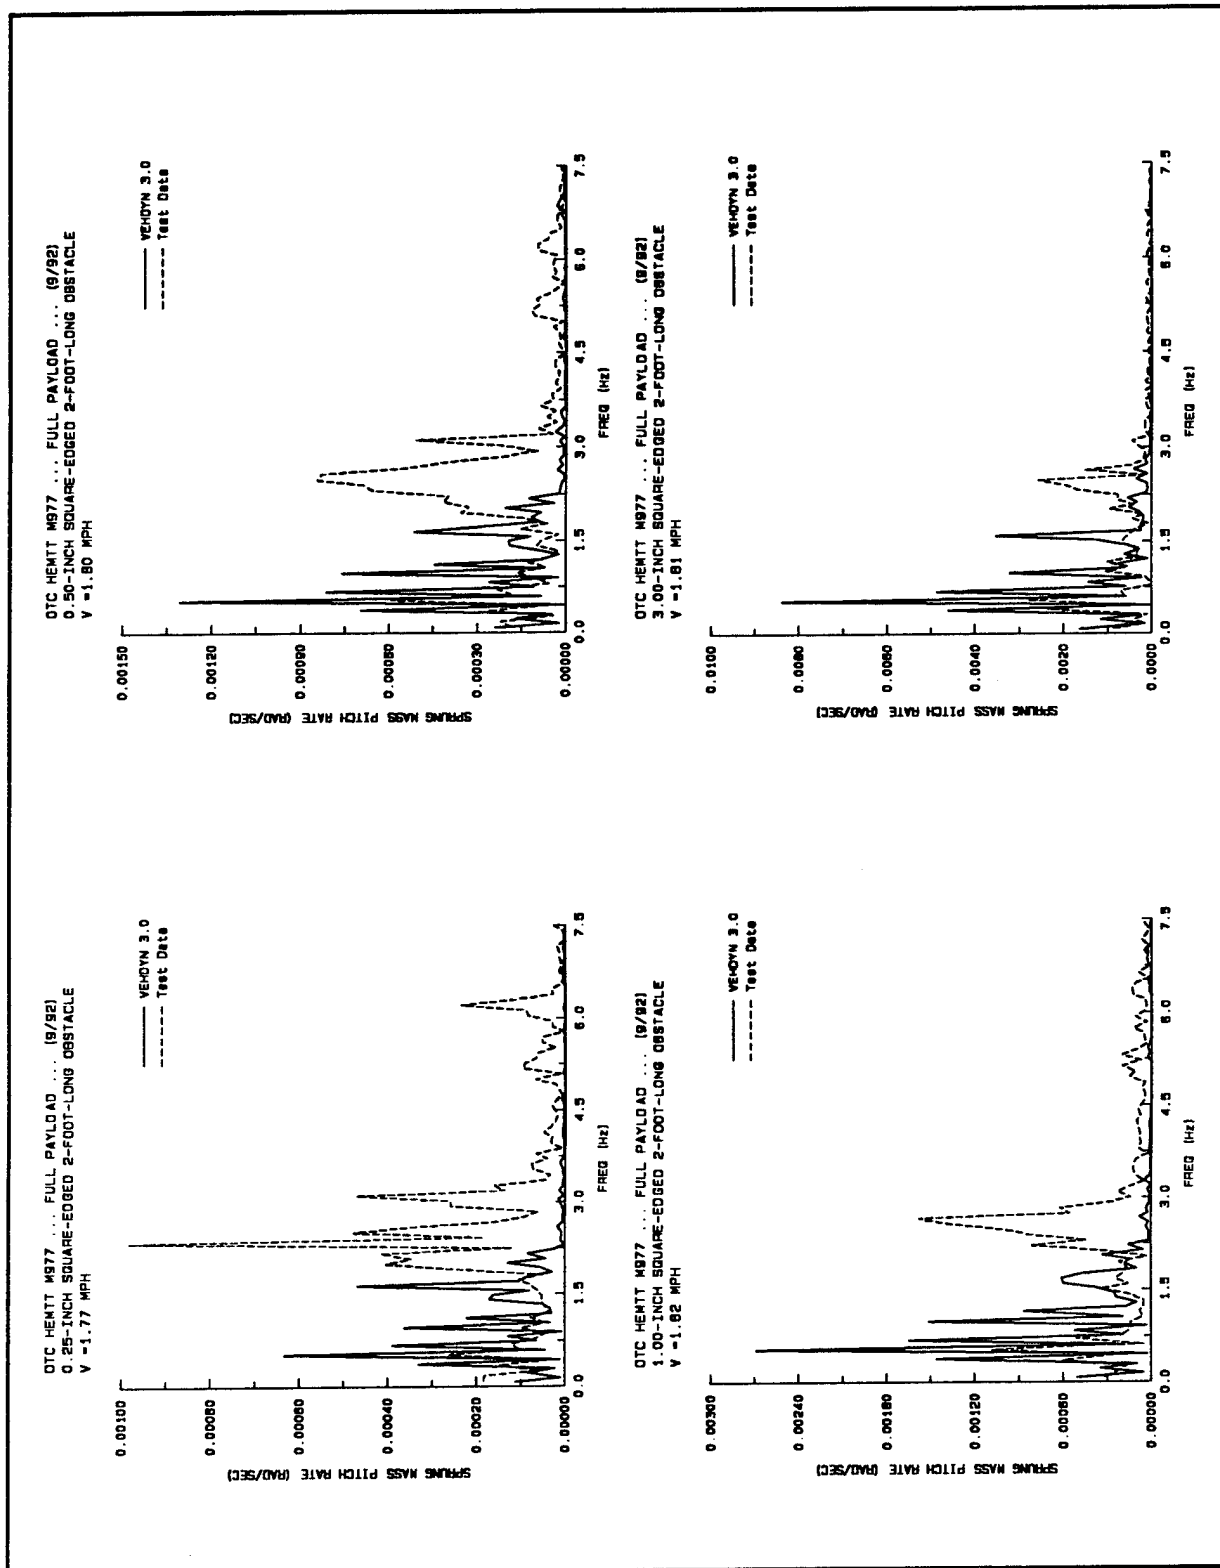 OTC HEMTT M977 ... FULL PAYLOAD ... (9/92)
0.25-INCH SQUARE-EDGED 2-FOOT-LONG OBSTACLE
V =1.77 MPH
VEHDYN 3.0
Test Data
SPRUNG MASS PITCH RATE (RAD/SEC)
0.00100
0.00080
0.00060
0.00040
0.00020
0.00000
0.0
1.5
3.0
4.5
6.0
7.5
FREQ (Hz)
OTC HEMTT M977 ... FULL PAYLOAD ... (9/92)
0.50-INCH SQUARE-EDGED 2-FOOT-LONG OBSTACLE
V =1.80 MPH
VEHDYN 3.0
Test Data
SPRUNG MASS PITCH RATE (RAD/SEC)
0.00150
0.00120
0.00090
0.00060
0.00030
0.00000
0.0
1.5
3.0
4.5
6.0
7.5
FREQ (Hz)
OTC HEMTT M977 ... FULL PAYLOAD ... (9/92)
1.00-INCH SQUARE-EDGED 2-FOOT-LONG OBSTACLE
V =1.82 MPH
VEHDYN 3.0
Test Data
SPRUNG MASS PITCH RATE (RAD/SEC)
0.00300
0.00240
0.00180
0.00120
0.00060
0.00000
0.0
1.5
3.0
4.5
6.0
7.5
FREQ (Hz)
OTC HEMTT M977 ... FULL PAYLOAD ... (9/92)
3.00-INCH SQUARE-EDGED 2-FOOT-LONG OBSTACLE
V =1.81 MPH
VEHDYN 3.0
Test Data
SPRUNG MASS PITCH RATE (RAD/SEC)
0.0100
0.0080
0.0060
0.0040
0.0020
0.0000
0.0
1.5
3.0
4.5
6.0
7.5
FREQ (Hz)